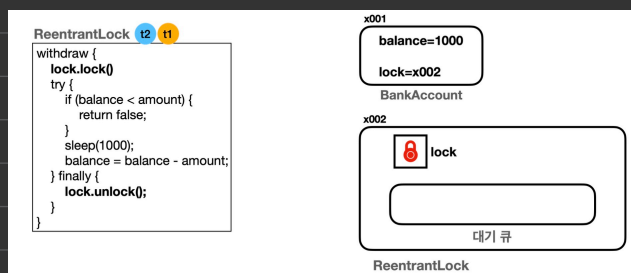 ReentrantLock t2 t1
withdraw {
lock.lock()
try {
if (balance < amount) {
return false;
}
sleep(1000);
balance = balance - amount;
} finally {
lock.unlock();
}
}
x001
balance=1000
lock=x002
BankAccount
x002
lock
대기 큐
ReentrantLock